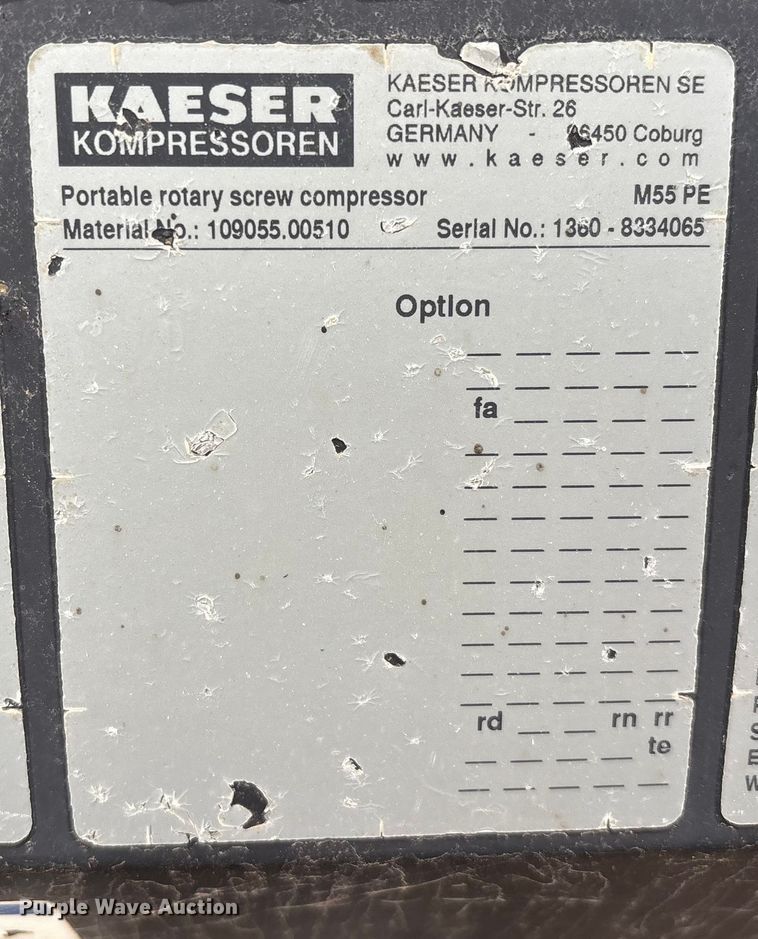 KAESER
KOMPRESSOREN
KAESER KOMPRESSOREN SE
Carl-Kaeser-Str. 26
GERMANY - 96450 Coburg
www.kaeser.com
Portable rotary screw compressor M55 PE
Material No.: 109055.00510 Serial No.: 1360 - 8334065
Option
_ _ _ _ _
_ _ _ _ _
fa _ _ _ _
_ _ _ _ _
_ _ _ _ _
_ _ _ _ _
_ _ _ _ _
_ _ _ _ _
_ _ _ _ _
_ _ _ _ _
_ _ _ _ _
_ _ _ _ _
rd _ _ rn rr
_ _ _ _ te
_ _ _ _ _
Purple Wave Auction